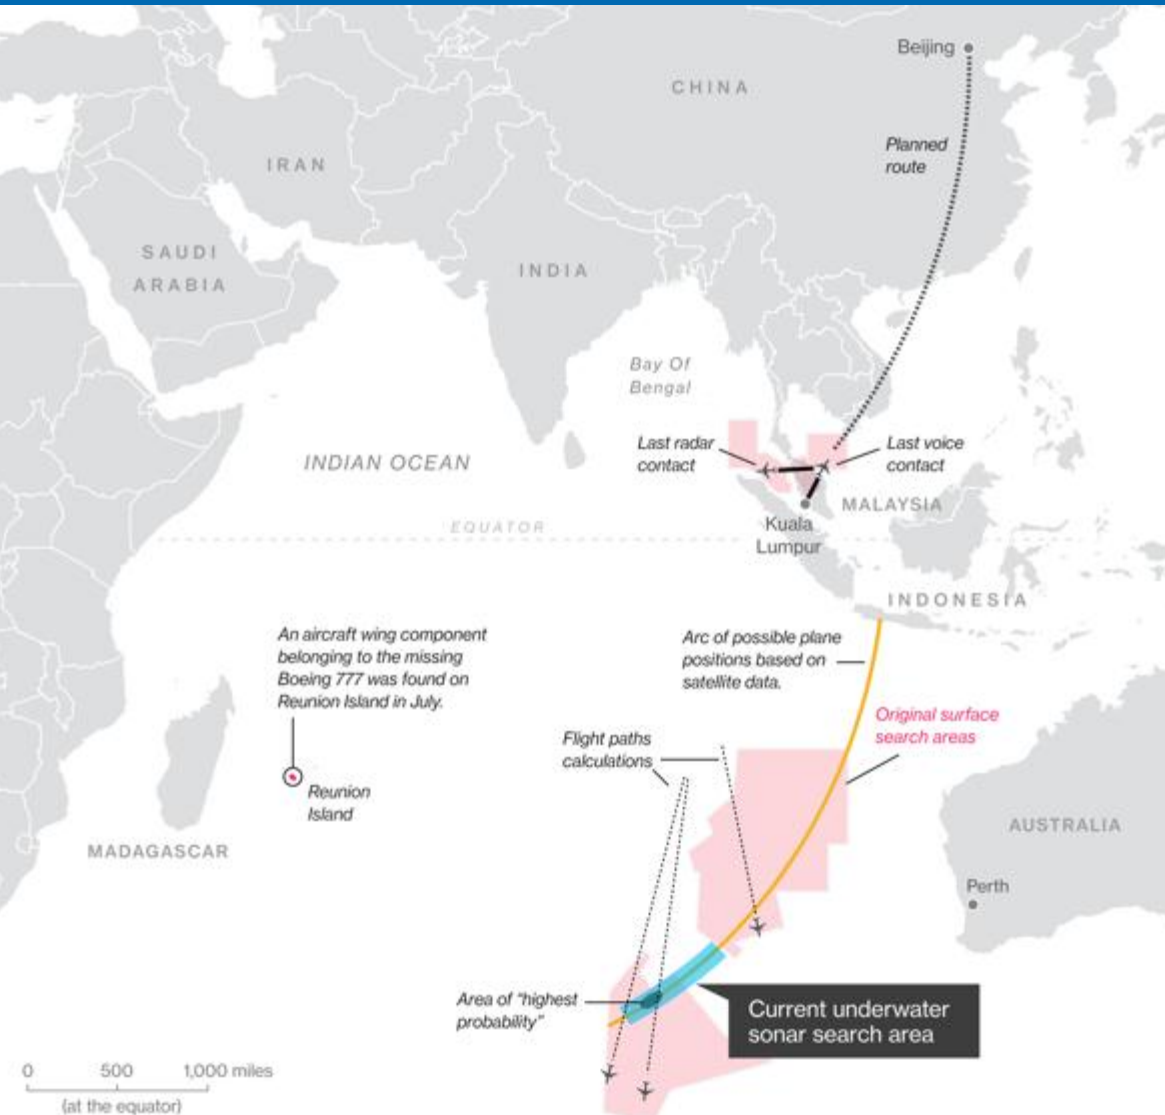 Beijing
CHINA
Planned
route
IRAN
SAUDI
ARABIA
INDIA
Bay Of
Bengal
Last radar
contact
Last voice
contact
INDIAN OCEAN
MALAYSIA
EQUATOR
Kuala
Lumpur
INDONESIA
An aircraft wing component
belonging to the missing
Boeing 777 was found on
Reunion Island in July.
Arc of possible plane
positions based on
satellite data.
Original surface
search areas
Flight paths
calculations
Reunion
Island
MADAGASCAR
AUSTRALIA
Perth
Area of "highest
probability"
Current underwater
sonar search area
0 500 1,000 miles
(at the equator)